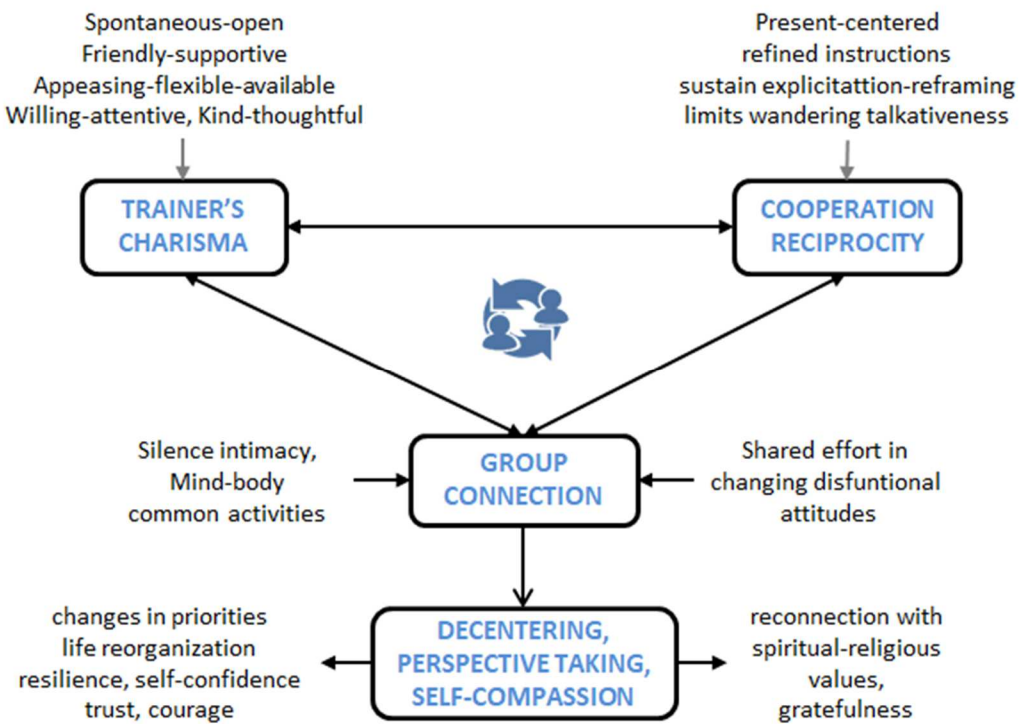 Spontaneous-open
Friendly-supportive
Appeasing-flexible-available
Willing-attentive, Kind-thoughtful
Present-centered
refined instructions
sustain explicitattion-reframing
limits wandering talkativeness
TRAINER'S
CHARISMA
COOPERATION
RECIPROCITY
Silence intimacy,
Mind-body
common activities
GROUP
CONNECTION
Shared effort in
changing disfuntional
attitudes
changes in priorities
life reorganization
resilience, self-confidence
trust, courage
DECENTERING,
PERSPECTIVE TAKING,
SELF-COMPASSION
reconnection with
spiritual-religious
values,
gratefulness